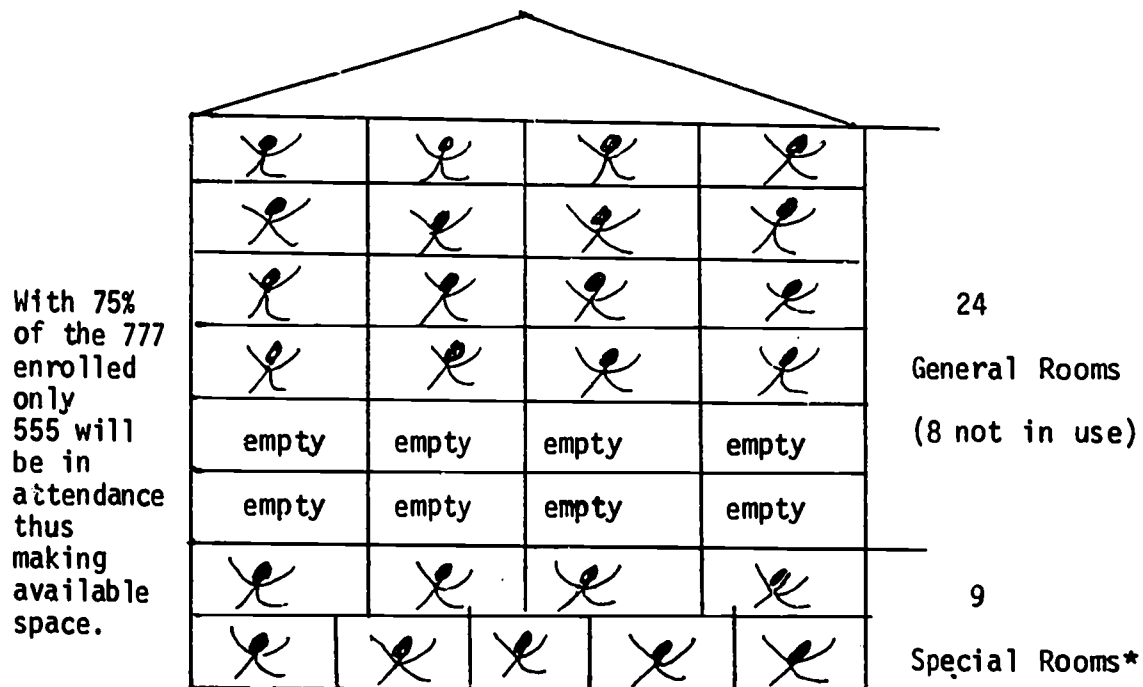 With 75%
of the 777
enrolled
only
555 will
be in
attendance
thus
making
available
space.
empty empty empty empty
empty empty empty empty
24
General Rooms
(8 not in use)
9
Special Rooms*